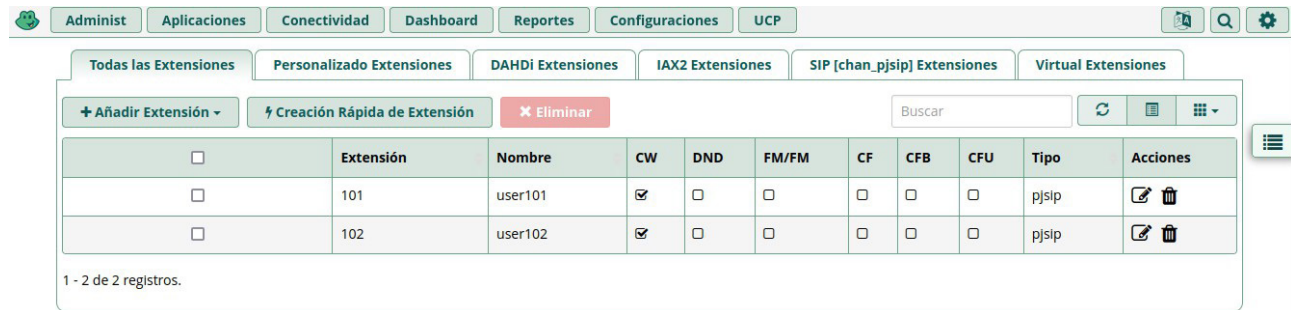 Administ Aplicaciones Conectividad Dashboard Reportes Configuraciones UCP
Todas las Extensiones Personalizado Extensiones DAHDi Extensiones IAX2 Extensiones SIP [chan_pjsip] Extensiones Virtual Extensiones
Añadir Extensión Creación Rápida de Extensión Eliminar Buscar
Extensión Nombre CW DND FM/FM CF CFB CFU Tipo Acciones
101 user101 pjsip
102 user102 pjsip
1 - 2 de 2 registros.